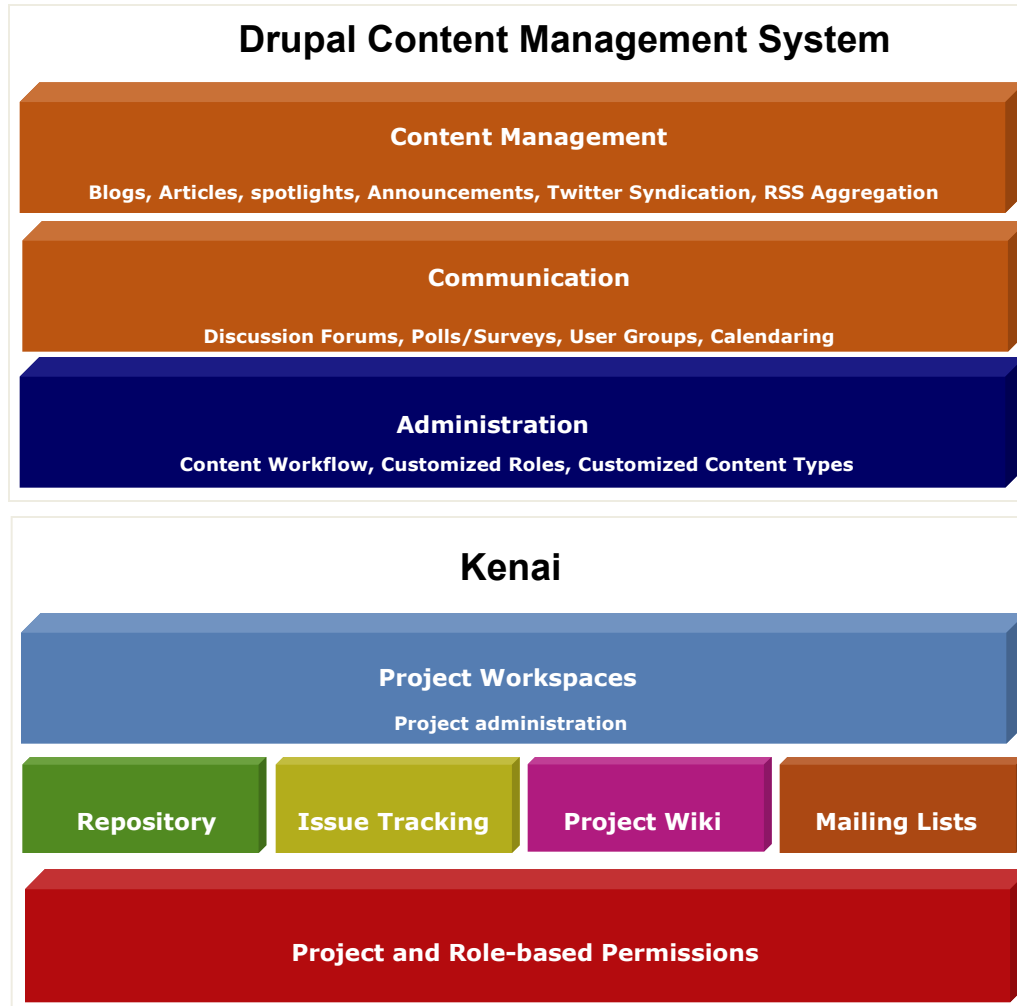 Drupal Content Management System
Content Management
Blogs, Articles, spotlights, Announcements, Twitter Syndication, RSS Aggregation
Communication
Discussion Forums, Polls/Surveys, User Groups, Calendaring
Administration
Content Workflow, Customized Roles, Customized Content Types
Kenai
Project Workspaces
Project administration
Repository
Issue Tracking
Project Wiki
Mailing Lists
Project and Role-based Permissions